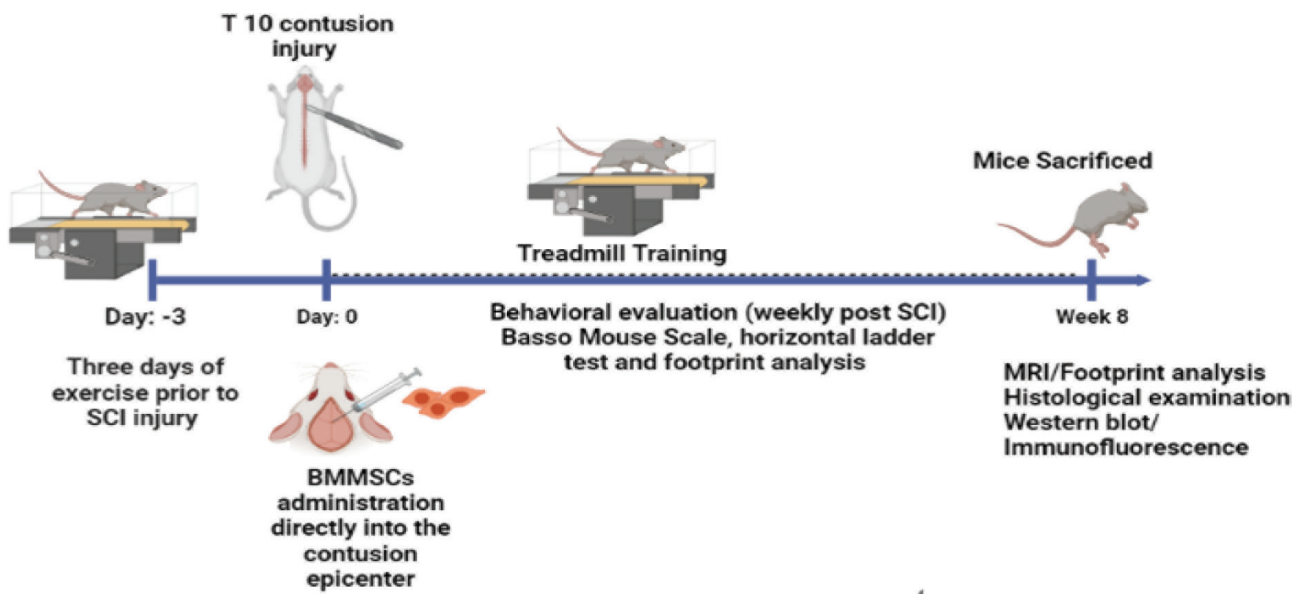 T 10 contusion
injury
Mice Sacrificed
Treadmill Training
Day: -3
Day: 0
Behavioral evaluation (weekly post SCI)
Basso Mouse Scale, horizontal ladder
test and footprint analysis
Week 8
Three days of
exercise prior to
SCI injury
MRI/Footprint analysis
Histological examination
Western blot/
Immunofluorescence
BMMSCs
administration
directly into the
contusion
epicenter